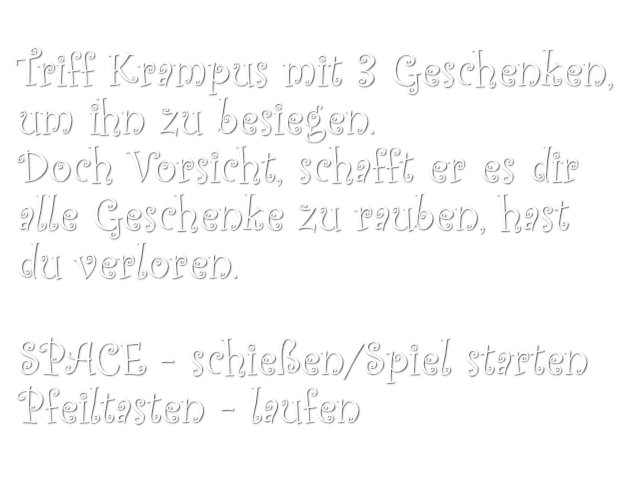 Triff Krampus mit 3 Geschenken,
um ihn zu besiegen.
Doch Vorsicht, schafft er es dir
alle Geschenke zu rauben, hast
du verloren.
SPACE - schießen/Spiel starten
Pfeiltasten - laufen